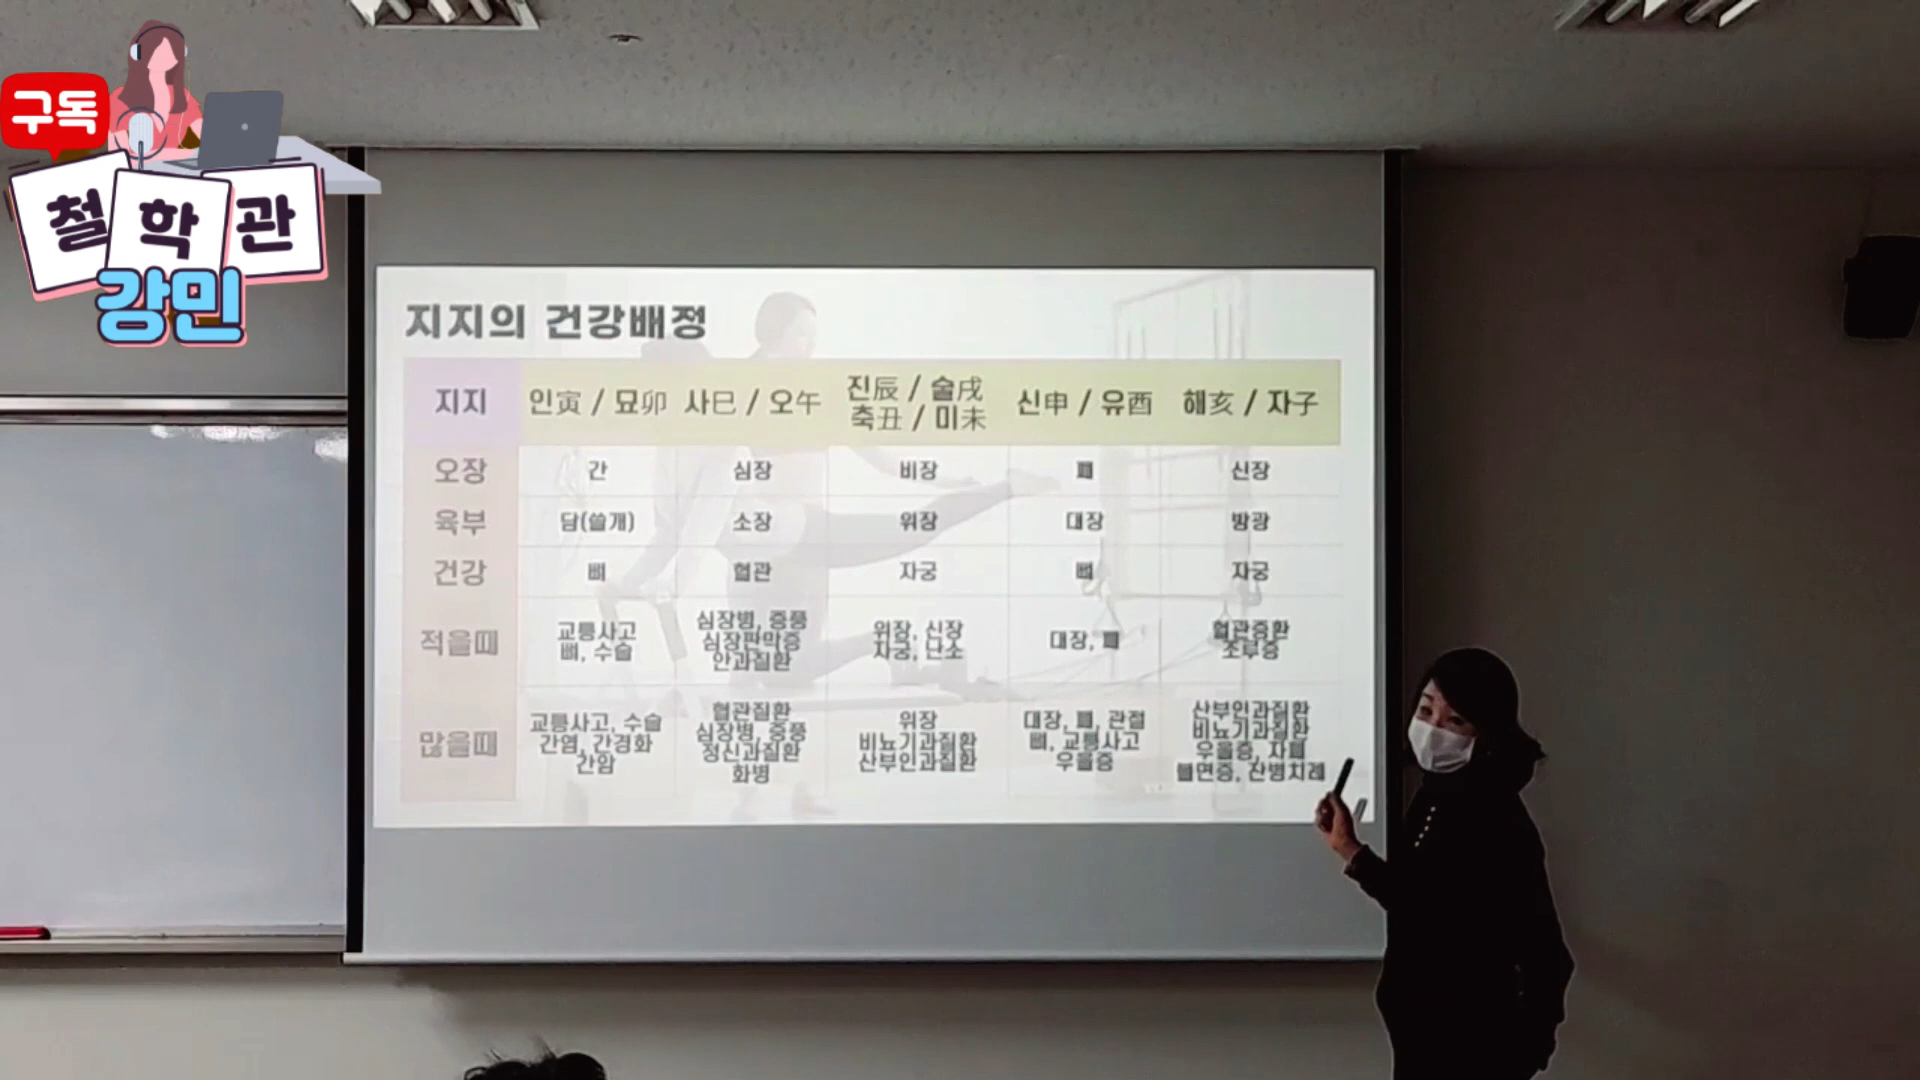 구독
철학관
강민
지지의 건강배정
지지 인寅 / 묘卯 사巳 / 오午 진辰 / 술戌 축丑 / 미未 신申 / 유酉 해亥 / 자子
오장 간 심장 비장 폐 신장
육부 담(쓸개) 소장 위장 대장 방광
건강 뼈 혈관 자궁 뼈 자궁
적을때
교통사고
뼈, 수술
심장병, 중풍
심장판막증
안과질환
위장, 신장
자궁, 난소
대장, 폐
혈관증환
조루증
많을때
교통사고, 수술
간염, 간경화
간암
혈관질환
심장병, 중풍
정신과질환
화병
위장
비뇨기과질환
산부인과질환
대장, 폐, 관절
뼈, 교통사고
우울증
산부인과질환
비뇨기과질환
우울증, 자폐
불면증, 잔병치레